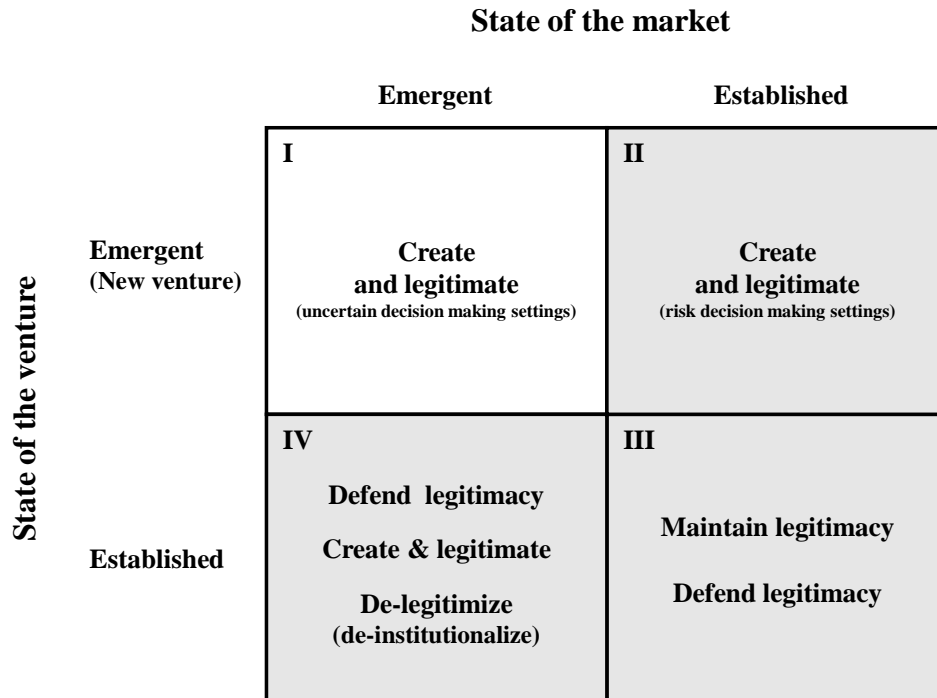 State of the market
Emergent
Established
State of the venture
Emergent
(New venture)
I
Create
and legitimate
(uncertain decision making settings)
II
Create
and legitimate
(risk decision making settings)
Established
IV
Defend legitimacy
Create & legitimate
De-legitimize
(de-institutionalize)
III
Maintain legitimacy
Defend legitimacy